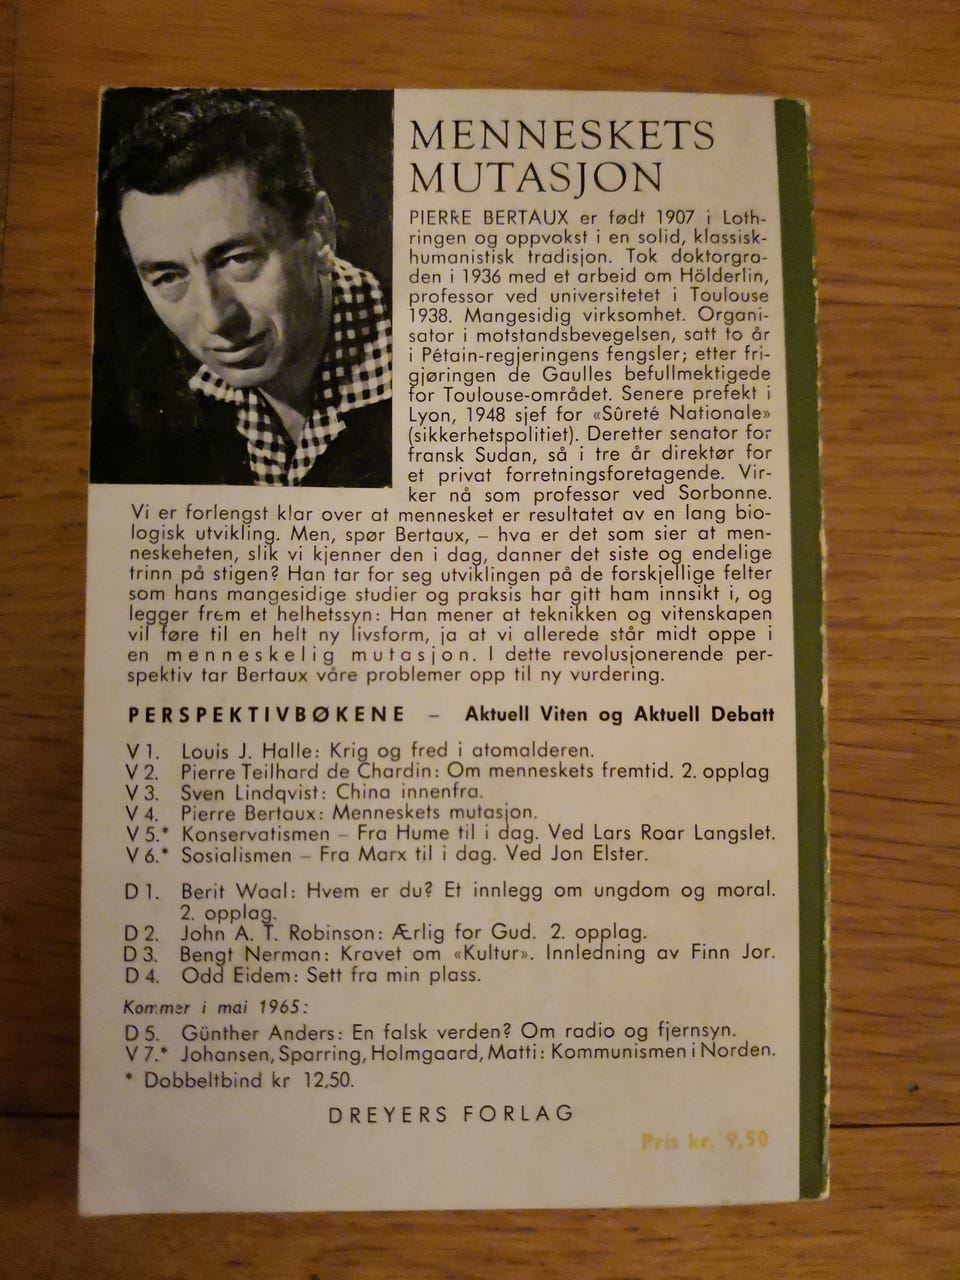 MENNESKETS
MUTASJON
PIERRE BERTAUX er født 1907 i Loth-
ringen og oppvokst i en solid, klassisk-
humanistisk tradisjon. Tok doktorgra-
den i 1936 med et arbeid om Hölderlin,
professor ved universitetet i Toulouse
1938. Mangesidig virksomhet. Organi-
sator i motstandsbevegelsen, satt to år
i Pétain-regjeringens fengsler; etter fri-
gjøringen de Gaulles befullmektigede
for Toulouse-området. Senere prefekt i
Lyon, 1948 sjef for «Sûreté Nationale»
(sikkerhetspolitiet). Deretter senator for
fransk Sudan, så i tre år direktør for
et privat forretningsforetagende. Vir-
ker nå som professor ved Sorbonne.
Vi er forlengst klar over at mennesket er resultatet av en lang bio-
logisk utvikling. Men, spør Bertaux, – hva er det som sier at men-
neskeheten, slik vi kjenner den i dag, danner det siste og endelige
trinn på stigen? Han tar for seg utviklingen på de forskjellige felter
som hans mangesidige studier og praksis har gitt ham innsikt i, og
legger frem et helhetssyn: Han mener at teknikken og vitenskapen
vil føre til en helt ny livsform, ja at vi allerede står midt oppe i
en menneskelig mutasjon. I dette revolusjonerende per-
spektiv tar Bertaux våre problemer opp til ny vurdering.
PERSPEKTIVBØKENE – Aktuell Viten og Aktuell Debatt
V 1. Louis J. Halle: Krig og fred i atomalderen.
V 2. Pierre Teilhard de Chardin: Om menneskets fremtid. 2. opplag
V 3. Sven Lindqvist: China innenfra.
V 4. Pierre Bertaux: Menneskets mutasjon.
V 5.* Konservatismen – Fra Hume til i dag. Ved Lars Roar Langslet.
V 6.* Sosialismen – Fra Marx til i dag. Ved Jon Elster.
D 1. Berit Waal: Hvem er du? Et innlegg om ungdom og moral.
2. opplag.
D 2. John A. T. Robinson: Ærlig for Gud. 2. opplag.
D 3. Bengt Nerman: Kravet om «Kultur». Innledning av Finn Jor.
D 4. Odd Eidem: Sett fra min plass.
Kommer i mai 1965:
D 5. Günther Anders: En falsk verden? Om radio og fjernsyn.
V 7.* Johansen, Sparring, Holmgaard, Matti: Kommunismen i Norden.
* Dobbeltbind kr 12,50.
DREYERS FORLAG
Pris kr. 9,50